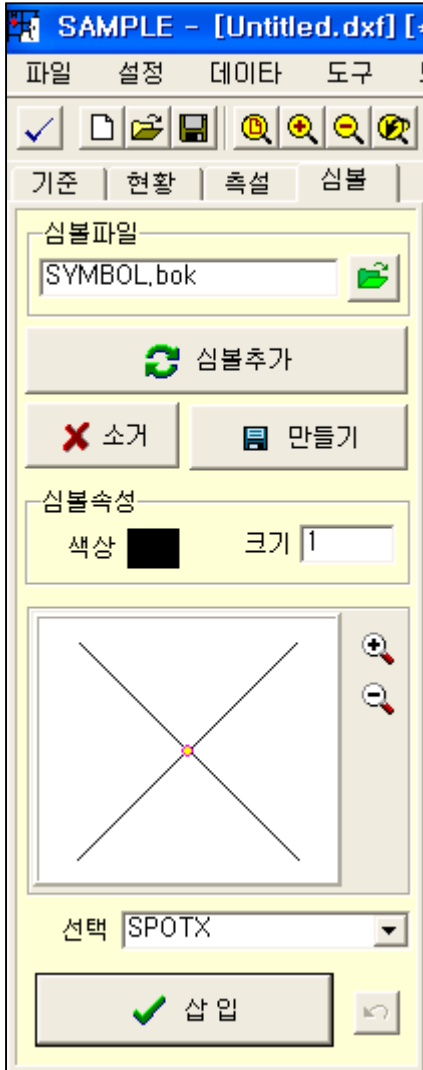 SAMPLE - [Untitled.dxf] [
파일 설정 데이타 도구
기준 현황 측설 심볼
심볼파일
SYMBOL.bok
심볼추가
소거 만들기
심볼속성
색상 크기 1
선택 SPOTX
삽 입